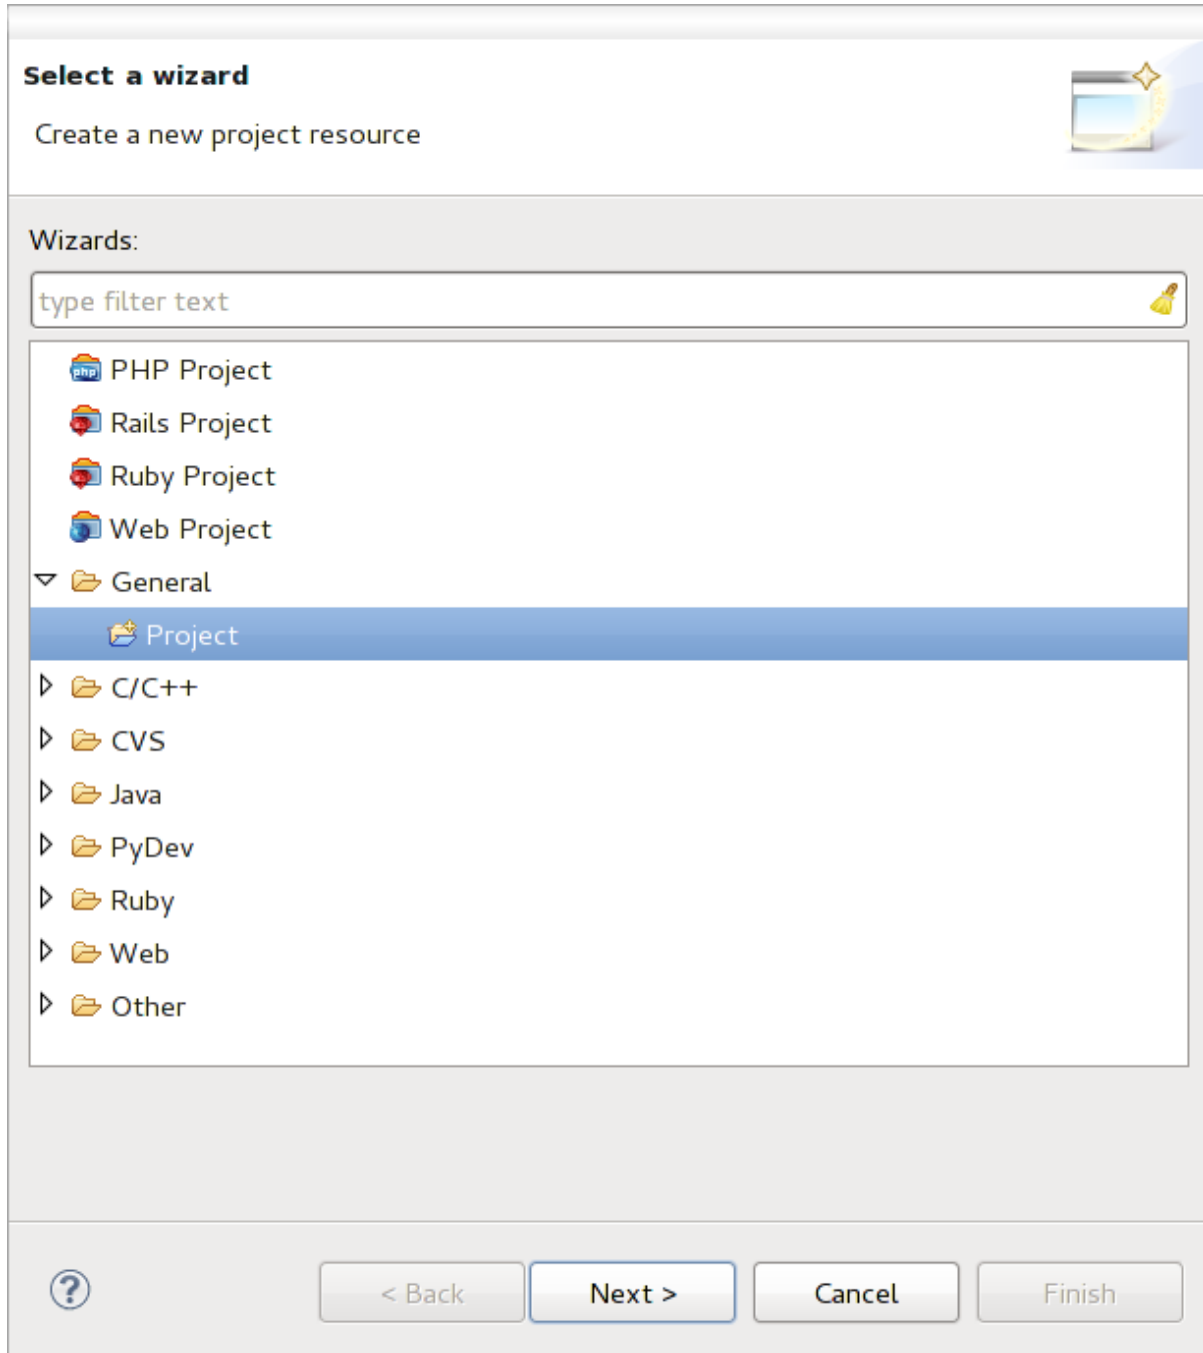 Select a wizard
Create a new project resource
Wizards:
type filter text
php PHP Project
Rails Project
Ruby Project
Web Project
General
Project
C/C++
CVS
Java
PyDev
Ruby
Web
Other
? < Back Next > Cancel Finish